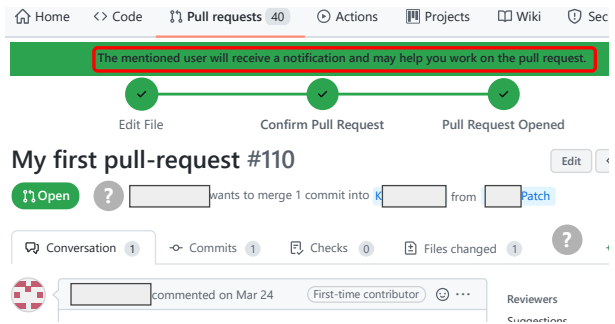 Home <> Code Pull requests 40 Actions Projects Wiki Sec
The mentioned user will receive a notification and may help you work on the pull request.
Edit File Confirm Pull Request Pull Request Opened
My first pull-request #110 Edit <
Open ? wants to merge 1 commit into K from Patch
Conversation 1 Commits 1 Checks 0 Files changed 1 ? +
commented on Mar 24 First-time contributor ...
Reviewers
Suggestions